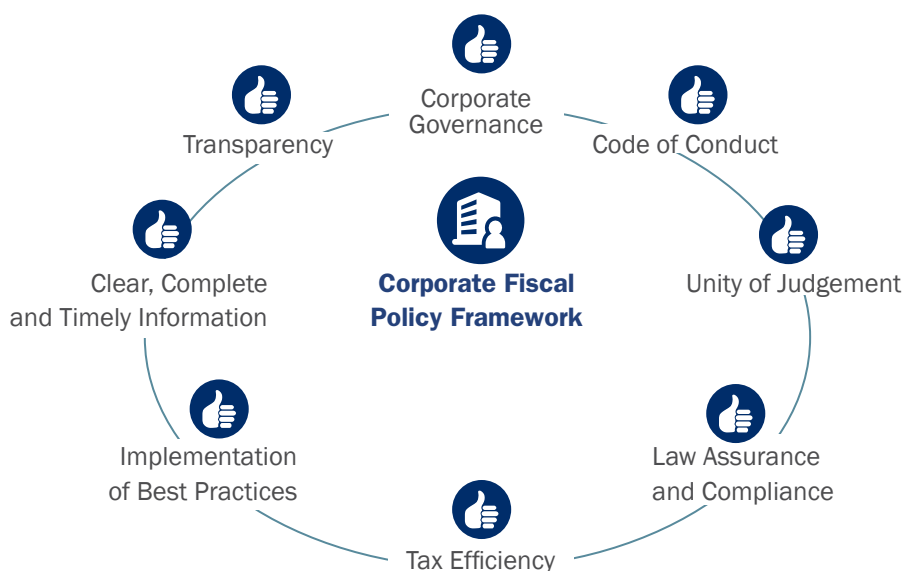 Corporate
Governance
Transparency
Code of Conduct
Clear, Complete
and Timely Information
Corporate Fiscal
Policy Framework
Unity of Judgement
Implementation
of Best Practices
Law Assurance
and Compliance
Tax Efficiency